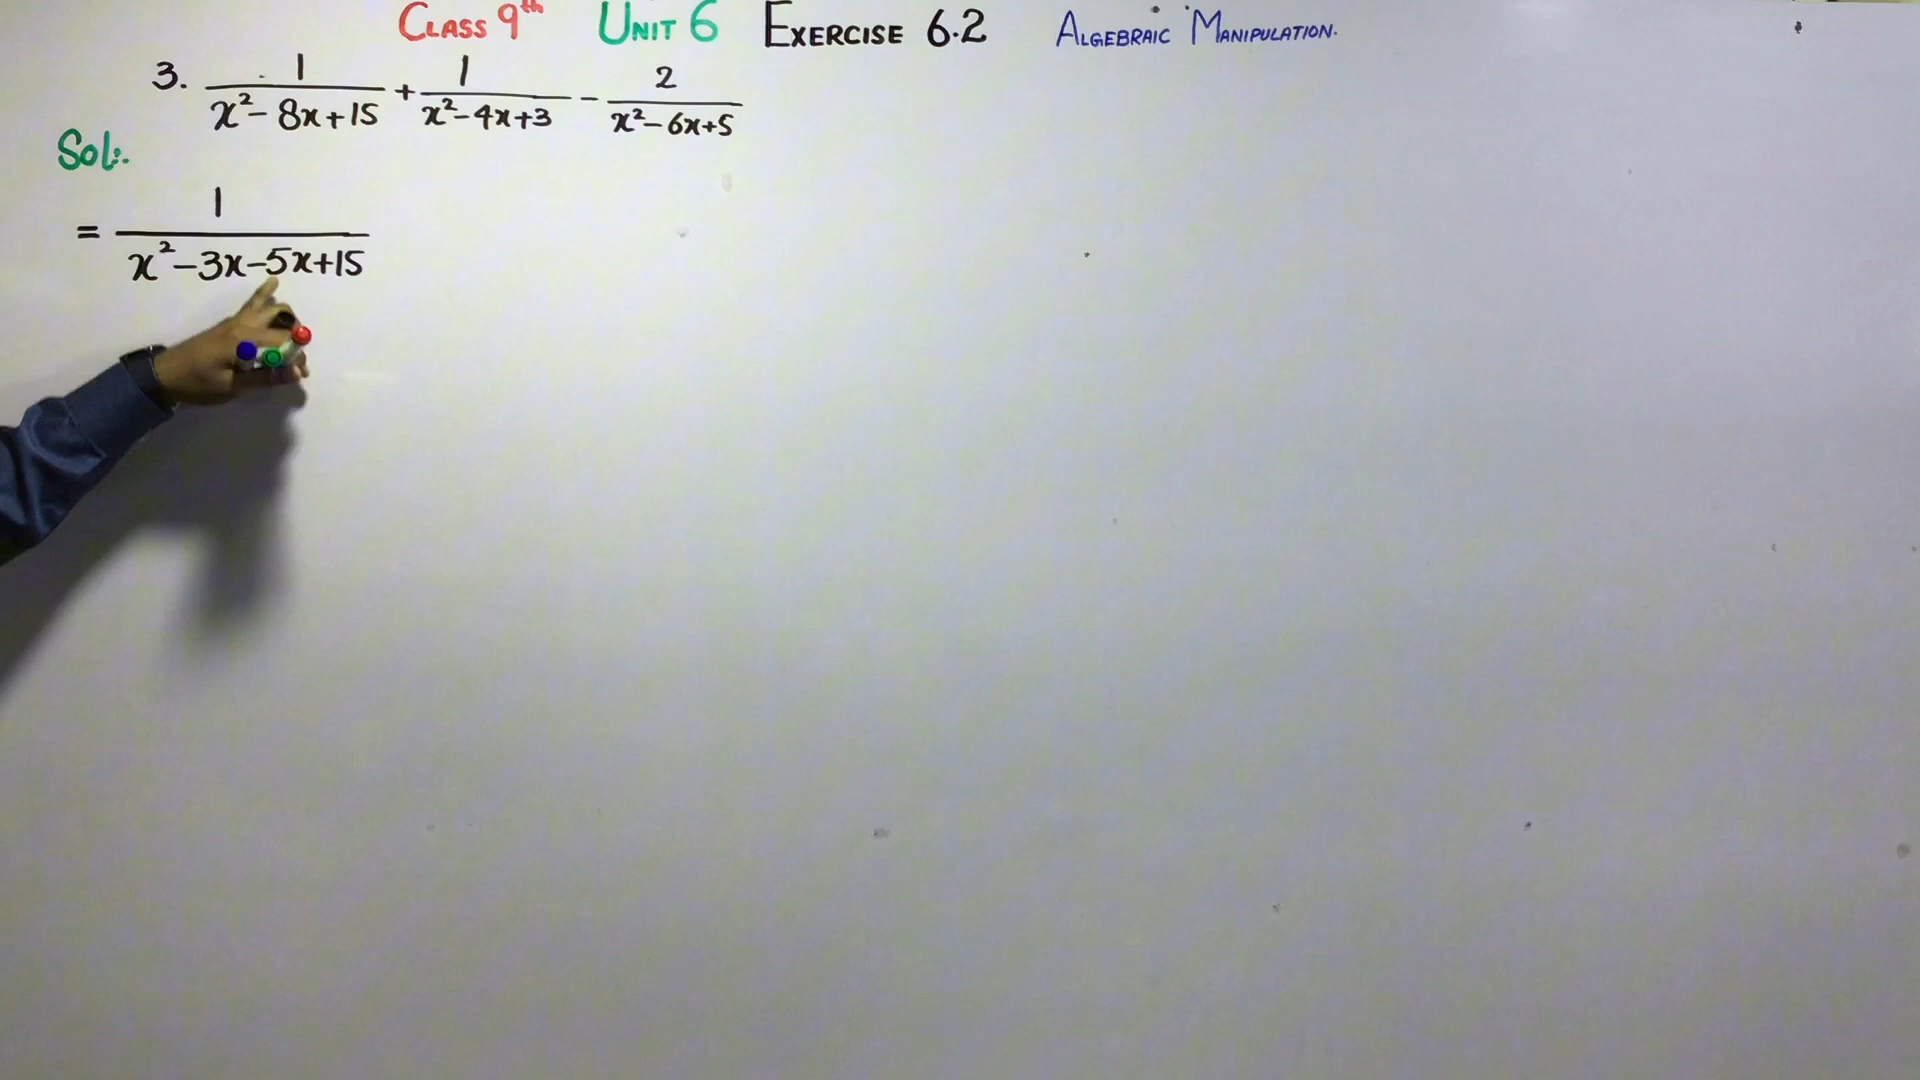 CLASS 9th UNIT 6 EXERCISE 6.2 ALGEBRAIC MANIPULATION.
3. 1/(x²-8x+15) + 1/(x²-4x+3) - 2/(x²-6x+5)
Sol:.
= 1/(x²-3x-5x+15)